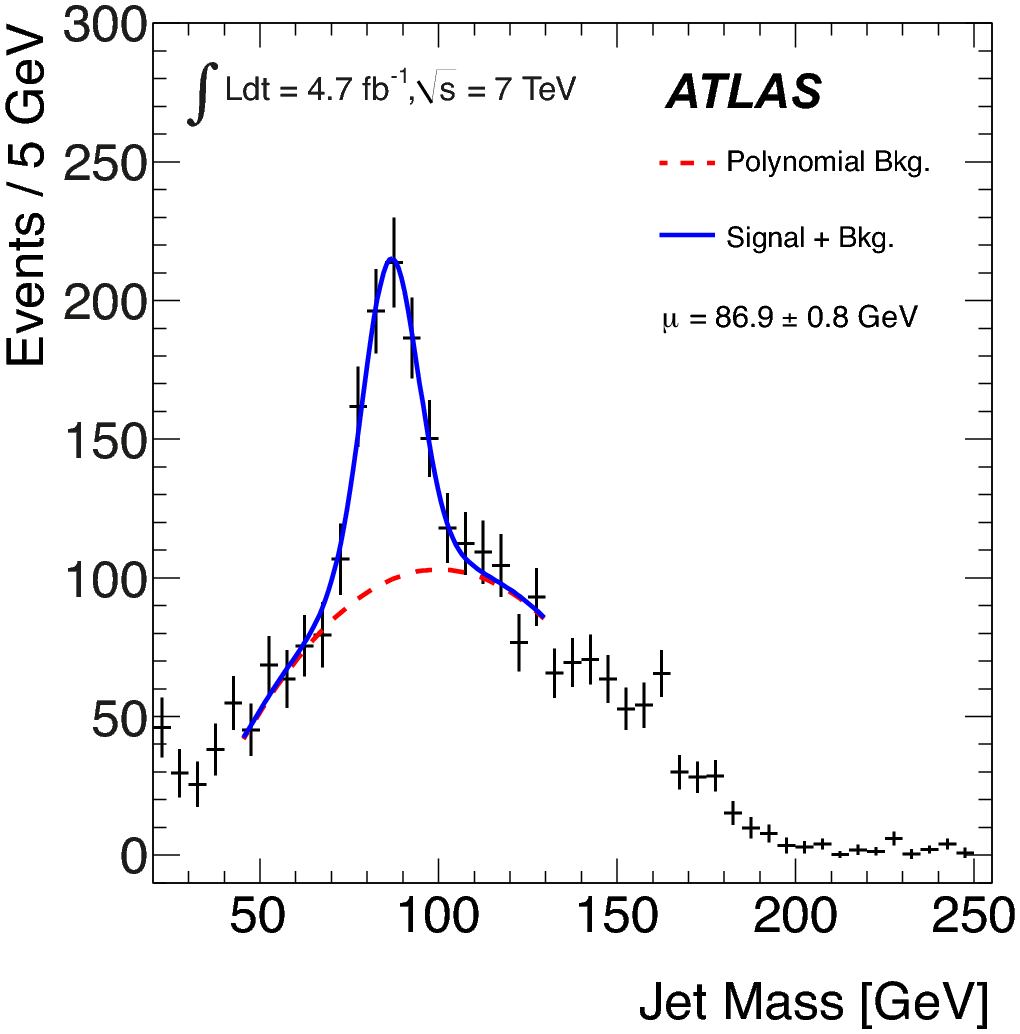 300
250
200
150
100
50
0
Events / 5 GeV
∫ Ldt = 4.7 fb⁻¹,√s = 7 TeV
ATLAS
Polynomial Bkg.
Signal + Bkg.
μ = 86.9 ± 0.8 GeV
50 100 150 200 250
Jet Mass [GeV]